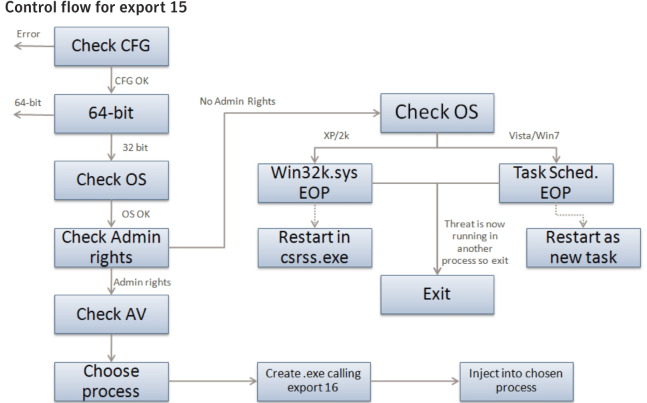 Control flow for export 15
Error
Check CFG
CFG OK
64-bit
64-bit
No Admin Rights
Check OS
32 bit
XP/2k
Vista/Win7
Check OS
Win32k.sys
EOP
Task Sched.
EOP
OS OK
Check Admin
rights
Restart in
csrss.exe
Threat is now
running in
another
process so exit
Restart as
new task
Admin rights
Exit
Check AV
Choose
process
Create .exe calling
export 16
Inject into chosen
process